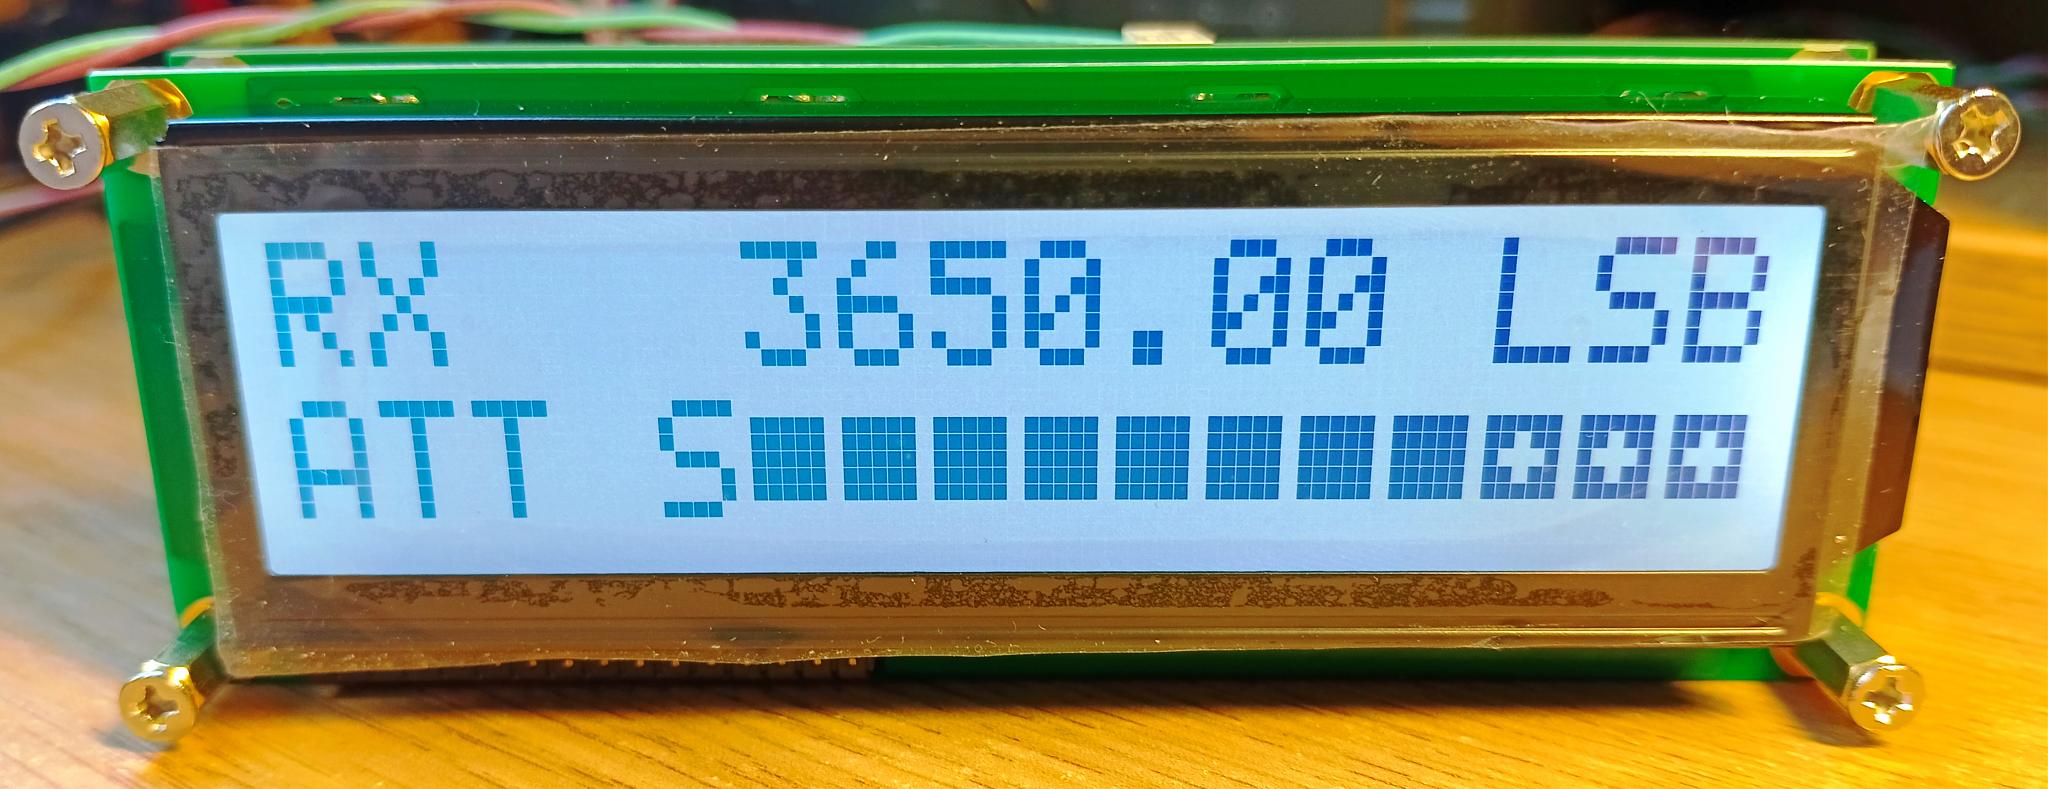 RX 3650.00 LSB
ATT S